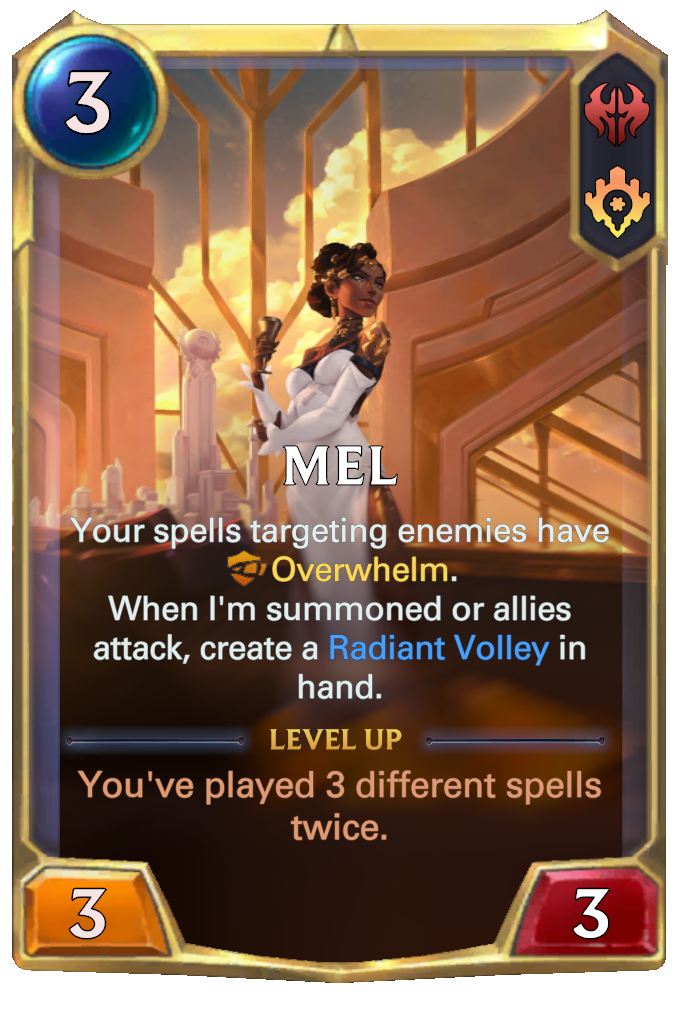 3
MEL
Your spells targeting enemies have
Overwhelm.
When I'm summoned or allies
attack, create a Radiant Volley in
hand.
LEVEL UP
You've played 3 different spells
twice.
3
3